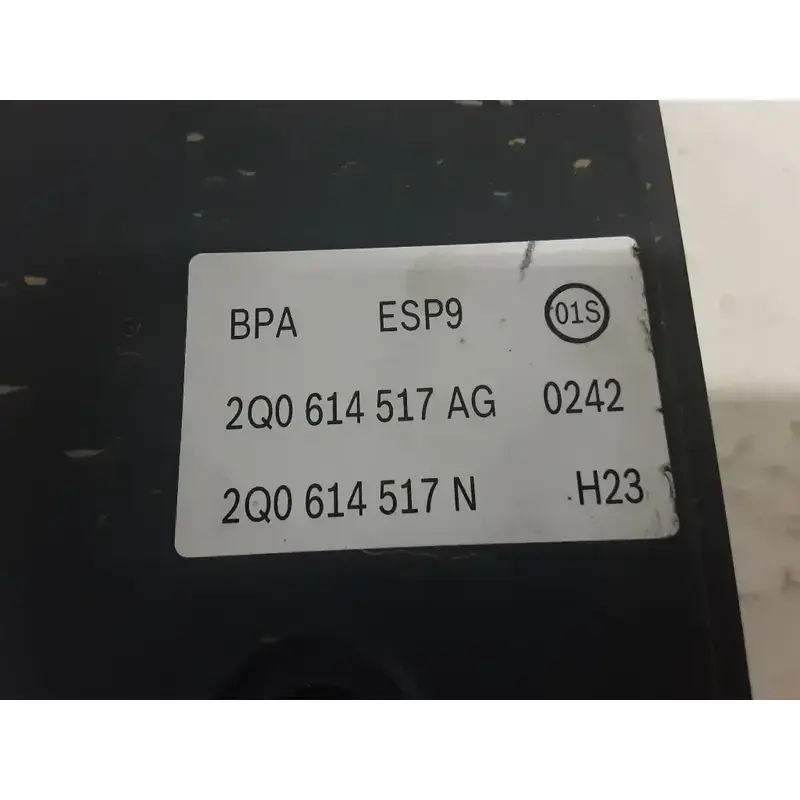 BPA ESP9 01S
2Q0 614 517 AG 0242
2Q0 614 517 N H23